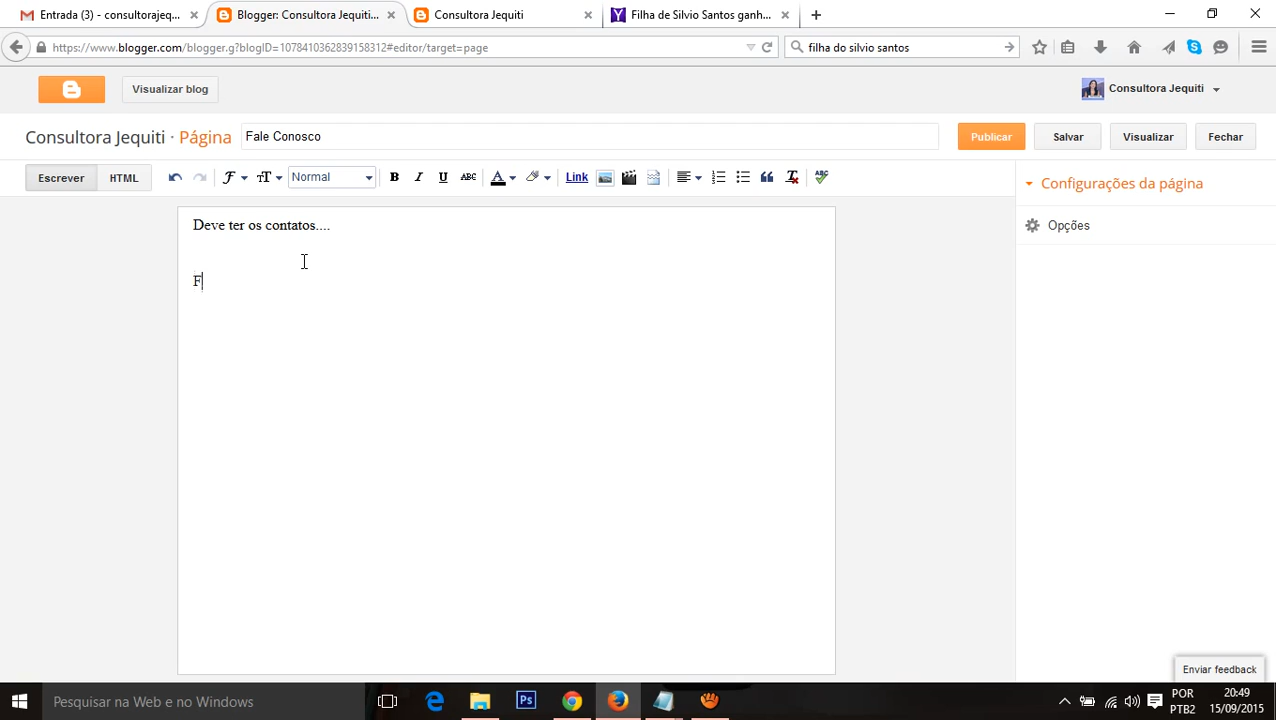 Entrada (3) - consultorajeq... Blogger: Consultora Jequiti... Consultora Jequiti Filha de Silvio Santos ganh...
https://www.blogger.com/blogger.g?blogID=1078410362839158312#editor/target=page filha do silvio santos
Visualizar blog Consultora Jequiti
Consultora Jequiti · Página Fale Conosco Publicar Salvar Visualizar Fechar
Escrever HTML Normal B I U ABC A Link ABC
Configurações da página
Deve ter os contatos....
Opções
F
Enviar feedback
Pesquisar na Web e no Windows Ps POR 20:49
PTB2 15/09/2015